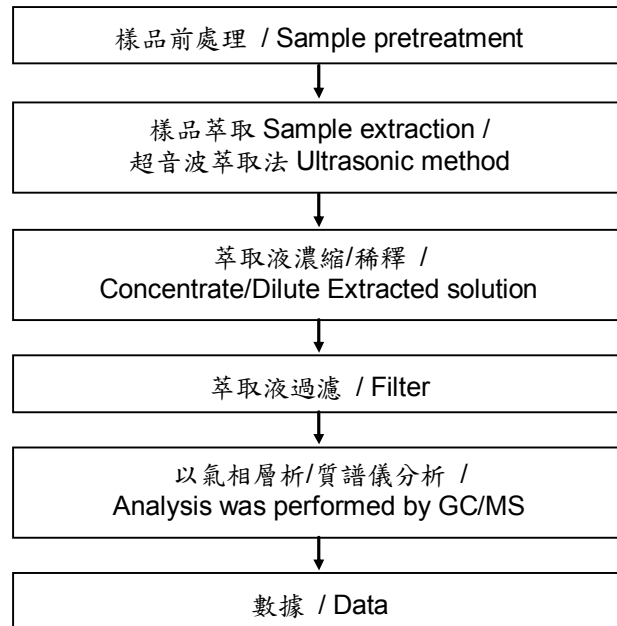 樣品前處理 / Sample pretreatment
樣品萃取 Sample extraction /
超音波萃取法 Ultrasonic method
萃取液濃縮/稀釋 /
Concentrate/Dilute Extracted solution
萃取液過濾 / Filter
以氣相層析/質譜儀分析 /
Analysis was performed by GC/MS
數據 / Data